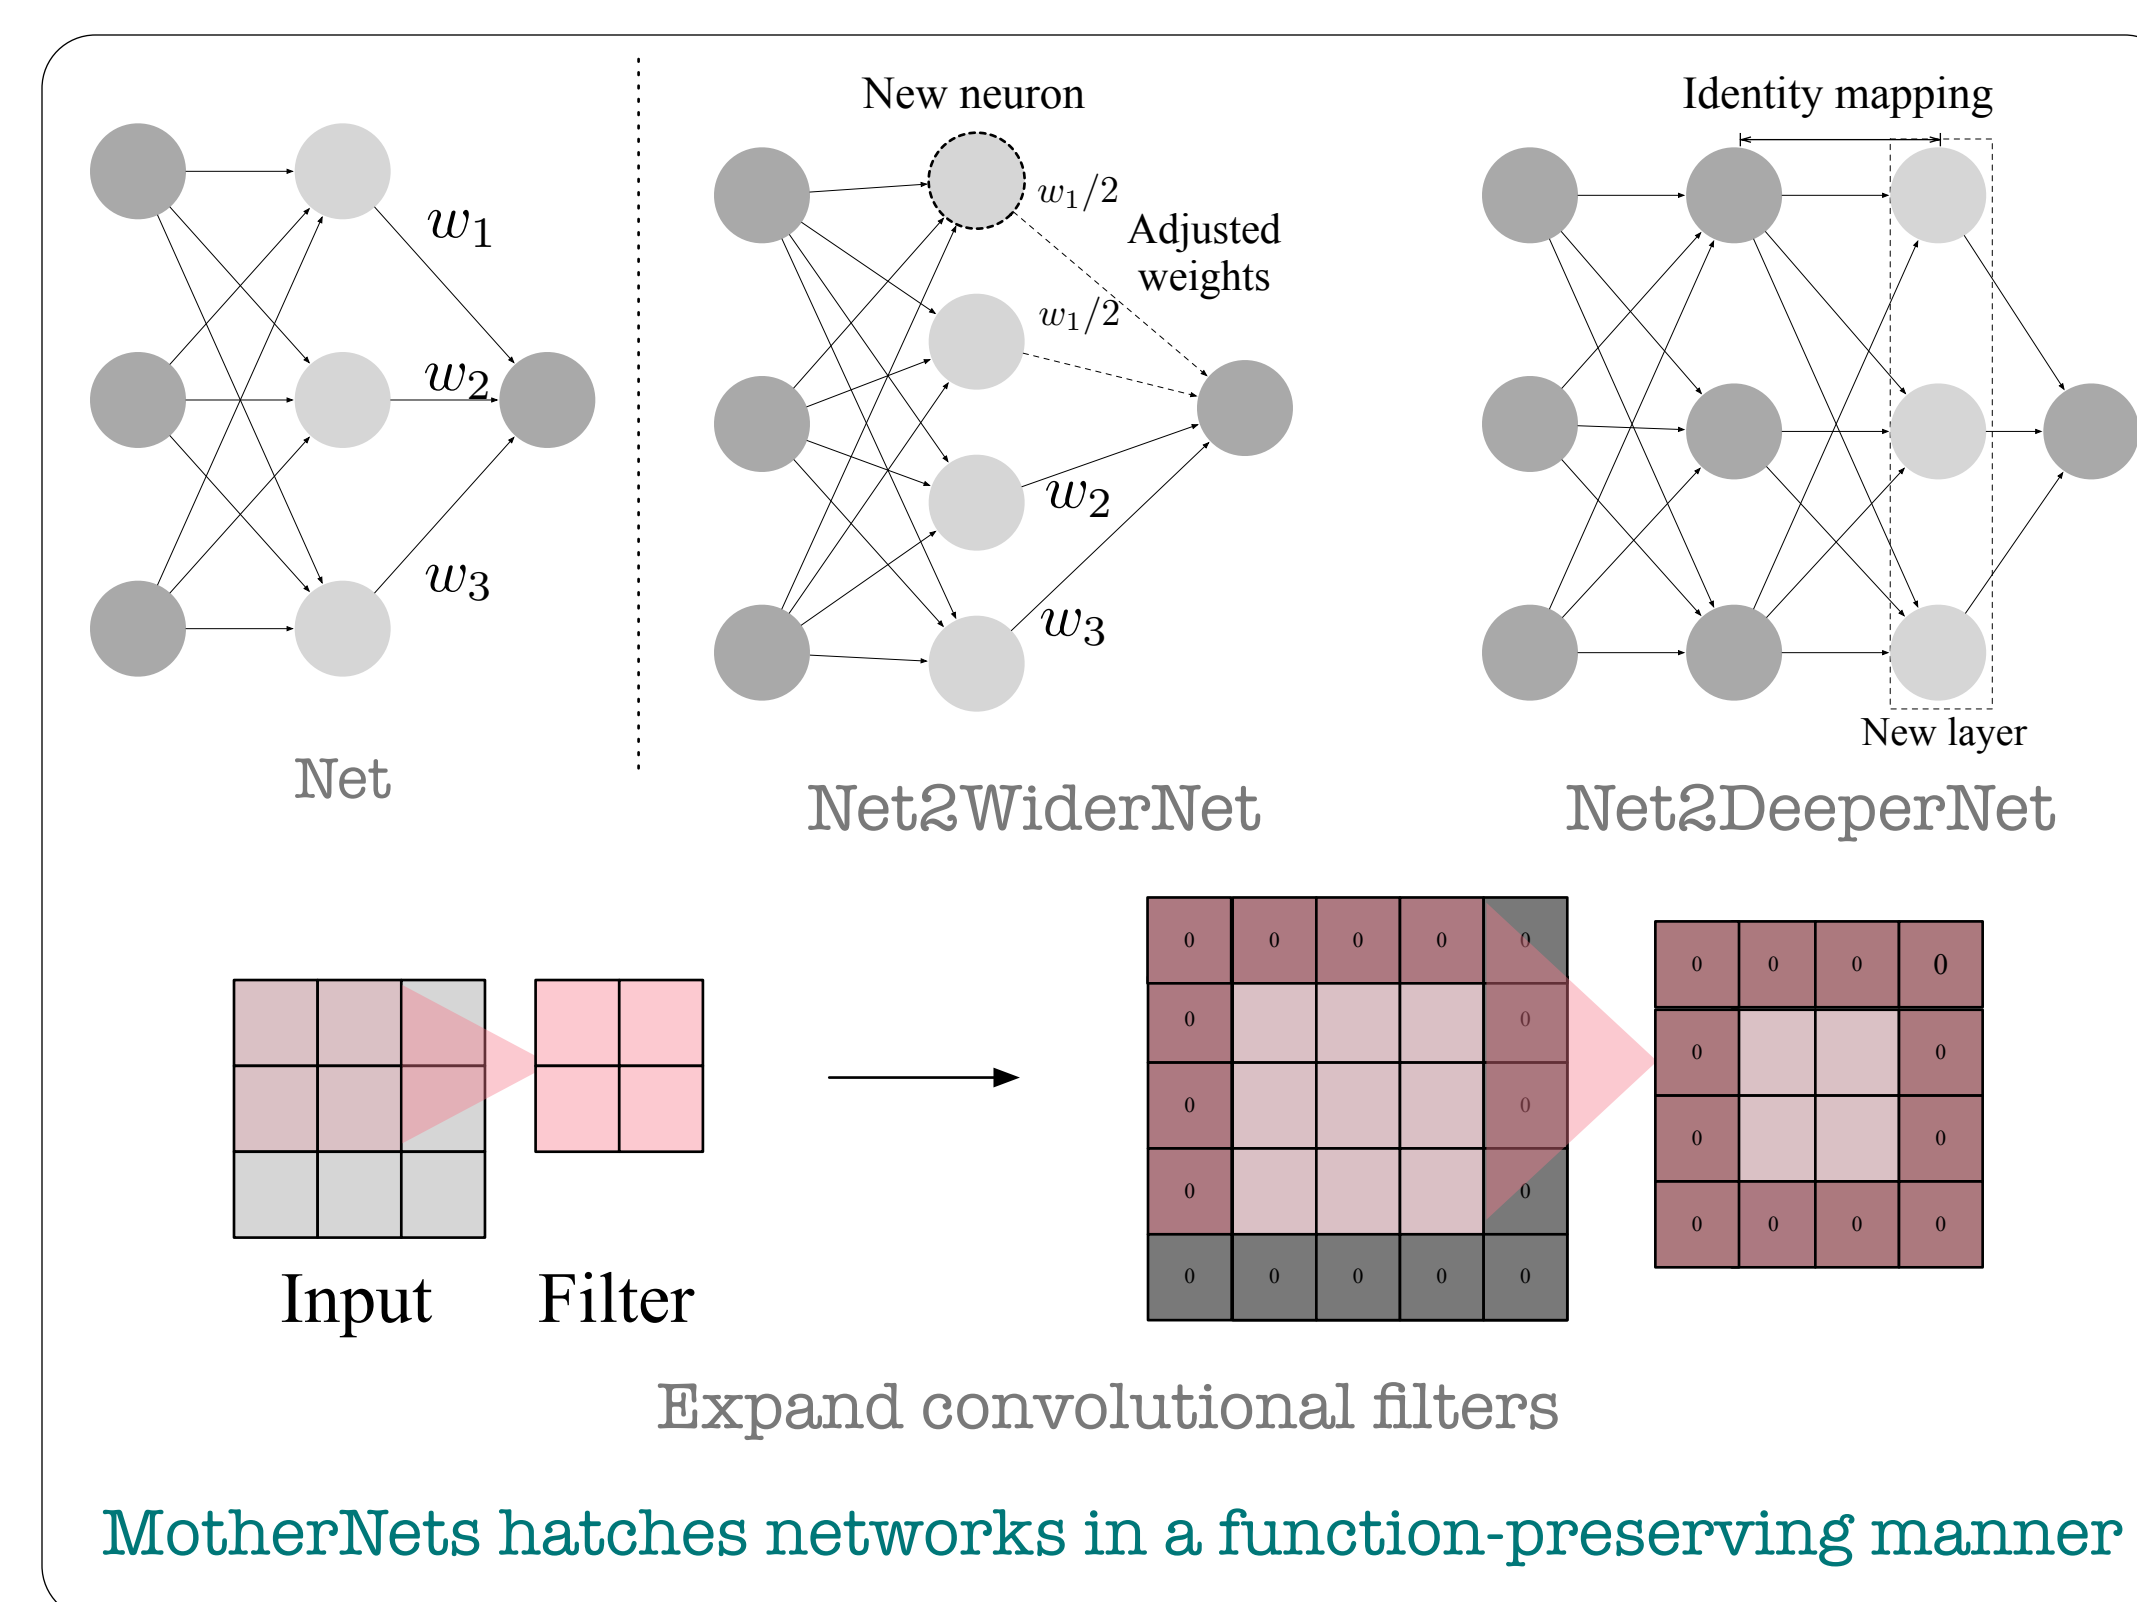 New neuron
Identity mapping
w₁
w₂
w₃
w₁/2
Adjusted
weights
w₁/2
w₂
w₃
New layer
Net
Net2WiderNet
Net2DeeperNet
0 0 0 0 0
0 0
0 0
0 0
0 0 0 0 0
0 0 0 0
0 0
0 0
0 0 0 0
Input
Filter
Expand convolutional filters
MotherNets hatches networks in a function-preserving manner